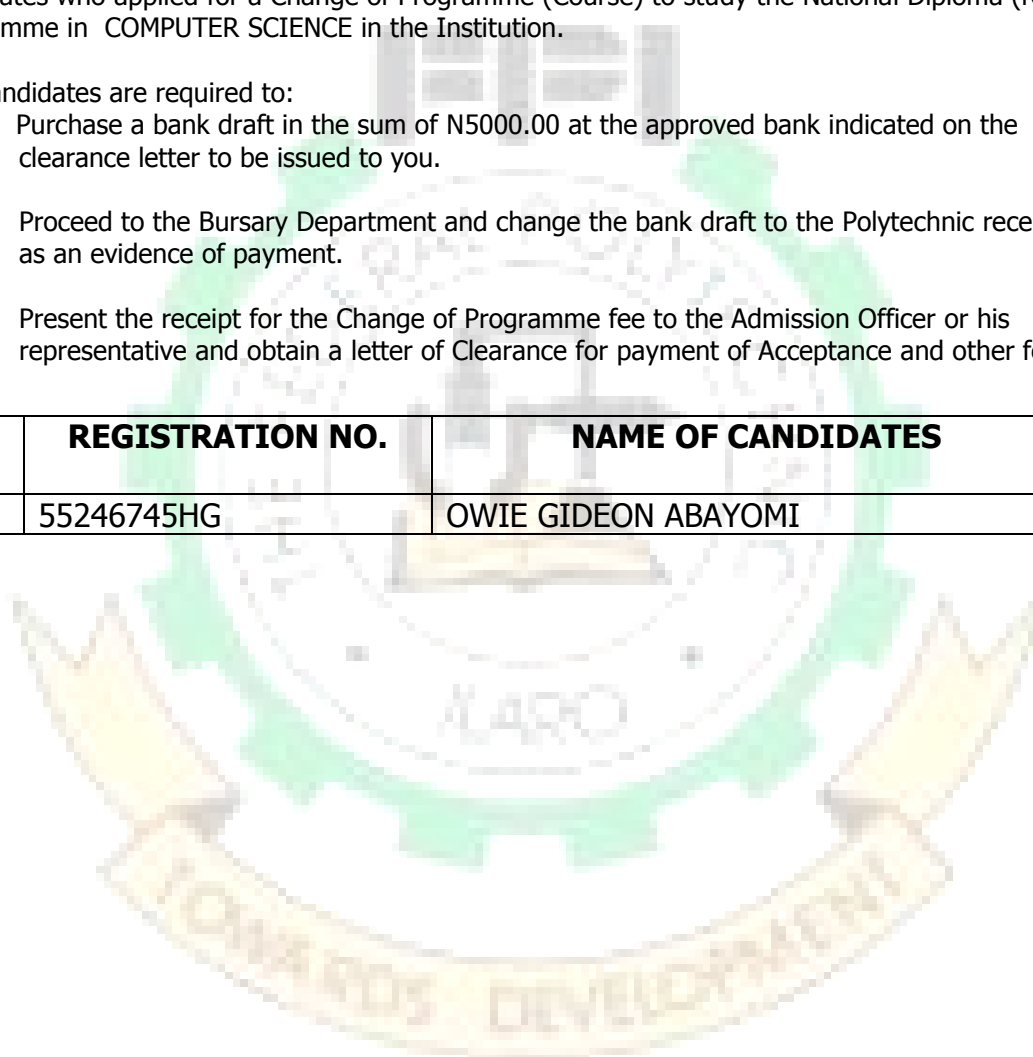 who applied for a Change of Programme (Course) to study the National Diploma
in COMPUTER SCIENCE in the Institution.
are required to:
Purchase a bank draft in the sum of N5000.00 at the approved bank indicated on the
clearance letter to be issued to you.
Proceed to the Bursary Department and change the bank draft to the Polytechnic
as an evidence of payment.
Present the receipt for the Change of Programme fee to the Admission Officer or his
representative and obtain a letter of Clearance for payment of Acceptance and other
REGISTRATION NO. NAME OF CANDIDATES
55246745HG OWIE GIDEON ABAYOMI
ILARO
TOWARDS DEVELOPMENT